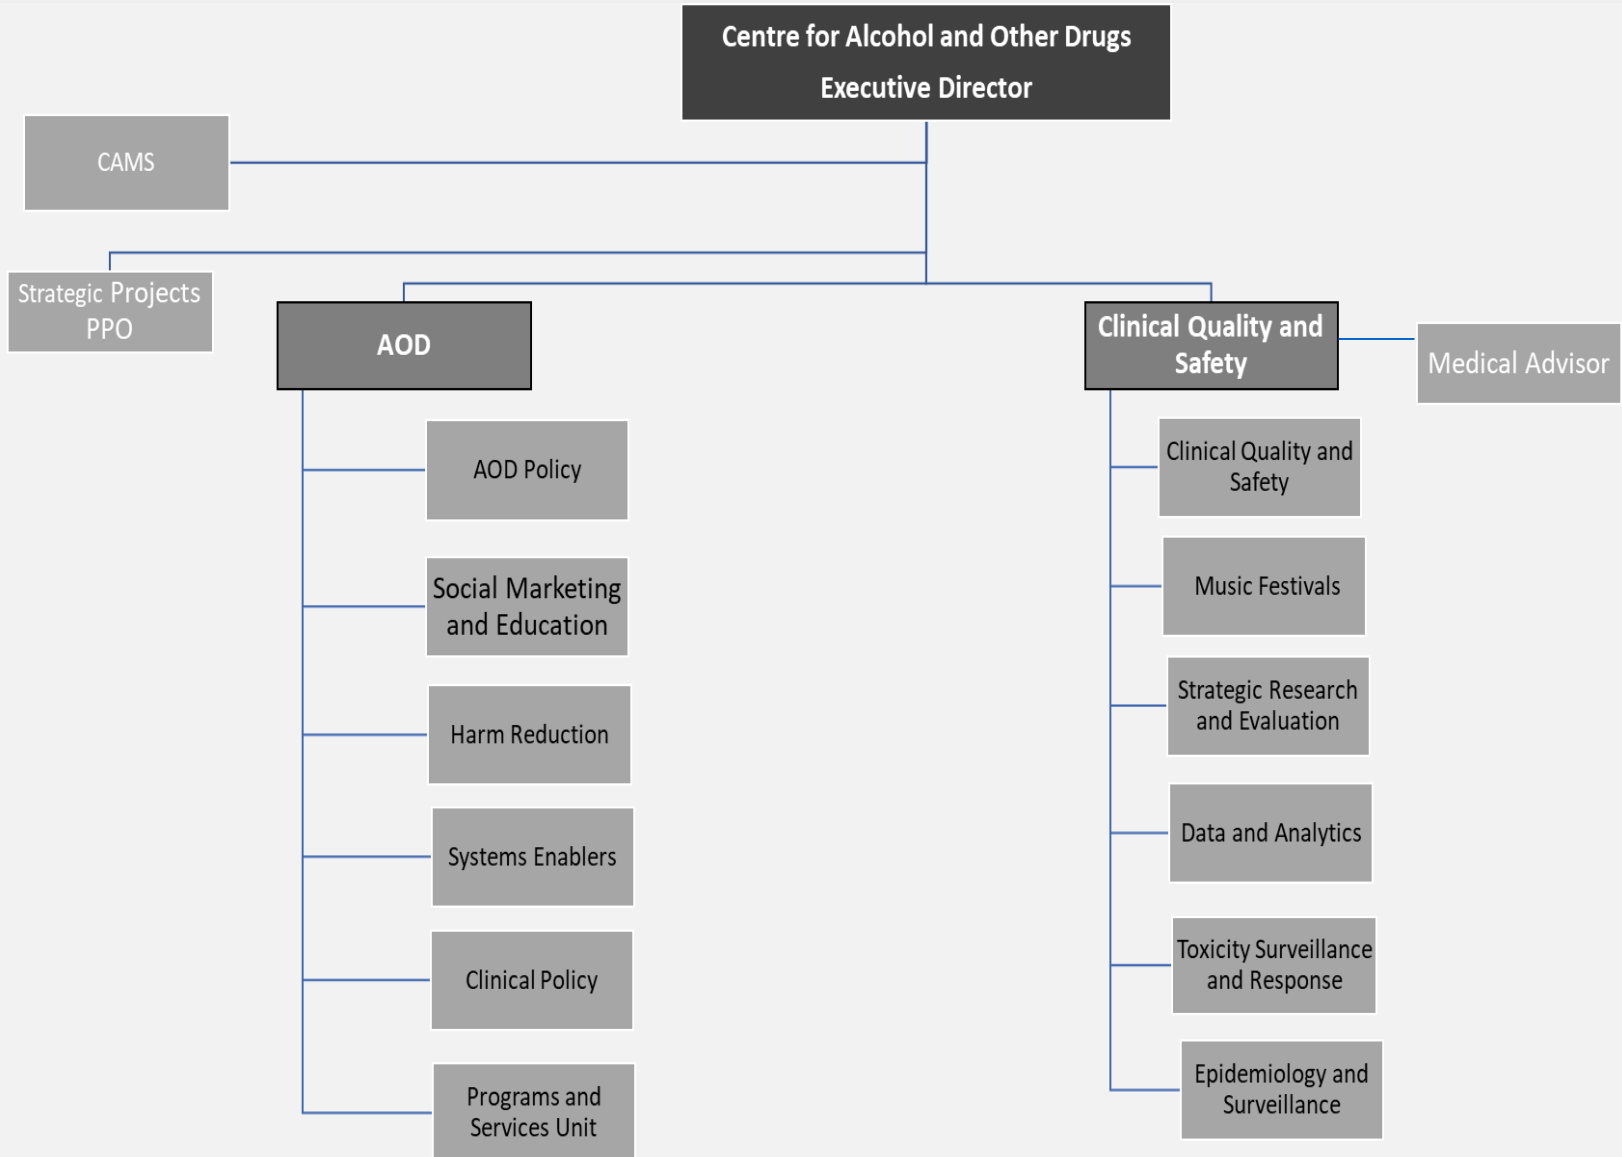 Centre for Alcohol and Other Drugs
Executive Director
CAMS
Strategic Projects
PPO
AOD
Clinical Quality and
Safety
Medical Advisor
AOD Policy
Social Marketing
and Education
Harm Reduction
Systems Enablers
Clinical Policy
Programs and
Services Unit
Clinical Quality and
Safety
Music Festivals
Strategic Research
and Evaluation
Data and Analytics
Toxicity Surveillance
and Response
Epidemiology and
Surveillance